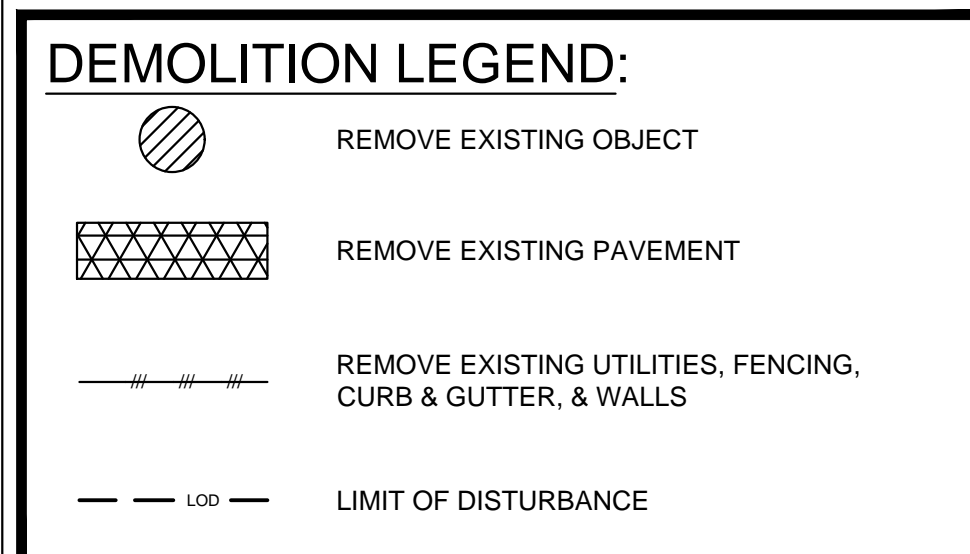 DEMOLITION LEGEND:
REMOVE EXISTING OBJECT
REMOVE EXISTING PAVEMENT
REMOVE EXISTING UTILITIES, FENCING,
CURB & GUTTER, & WALLS
LOD
LIMIT OF DISTURBANCE